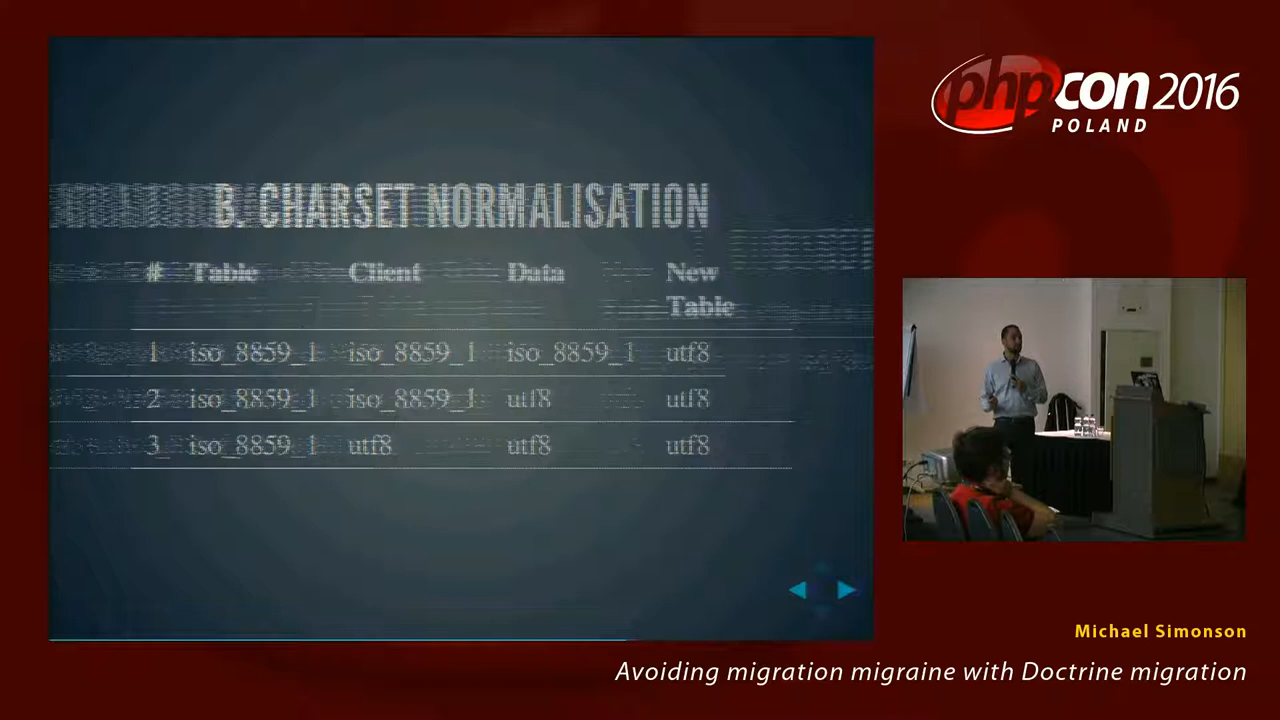 B. CHARSET NORMALISATION
# Table Client Data New Table
1 iso_8859_1 iso_8859_1 iso_8859_1 utf8
2 iso_8859_1 iso_8859_1 utf8 utf8
3 iso_8859_1 utf8 utf8 utf8
phpcon 2016
POLAND
Michael Simonson
Avoiding migration migraine with Doctrine migration